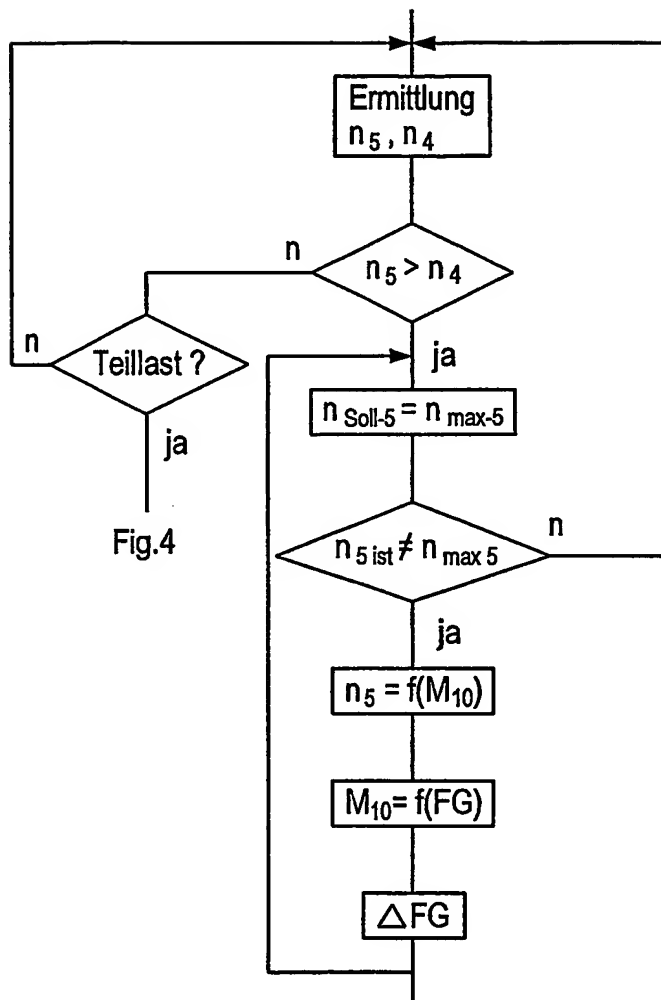 Ermittlung
n5 , n4
n
n5 > n4
n
Teillast ?
ja
ja
nSoll-5 = nmax-5
Fig.4
n5 ist ≠ nmax 5
n
ja
n5 = f(M10)
M10 = f(FG)
△ FG